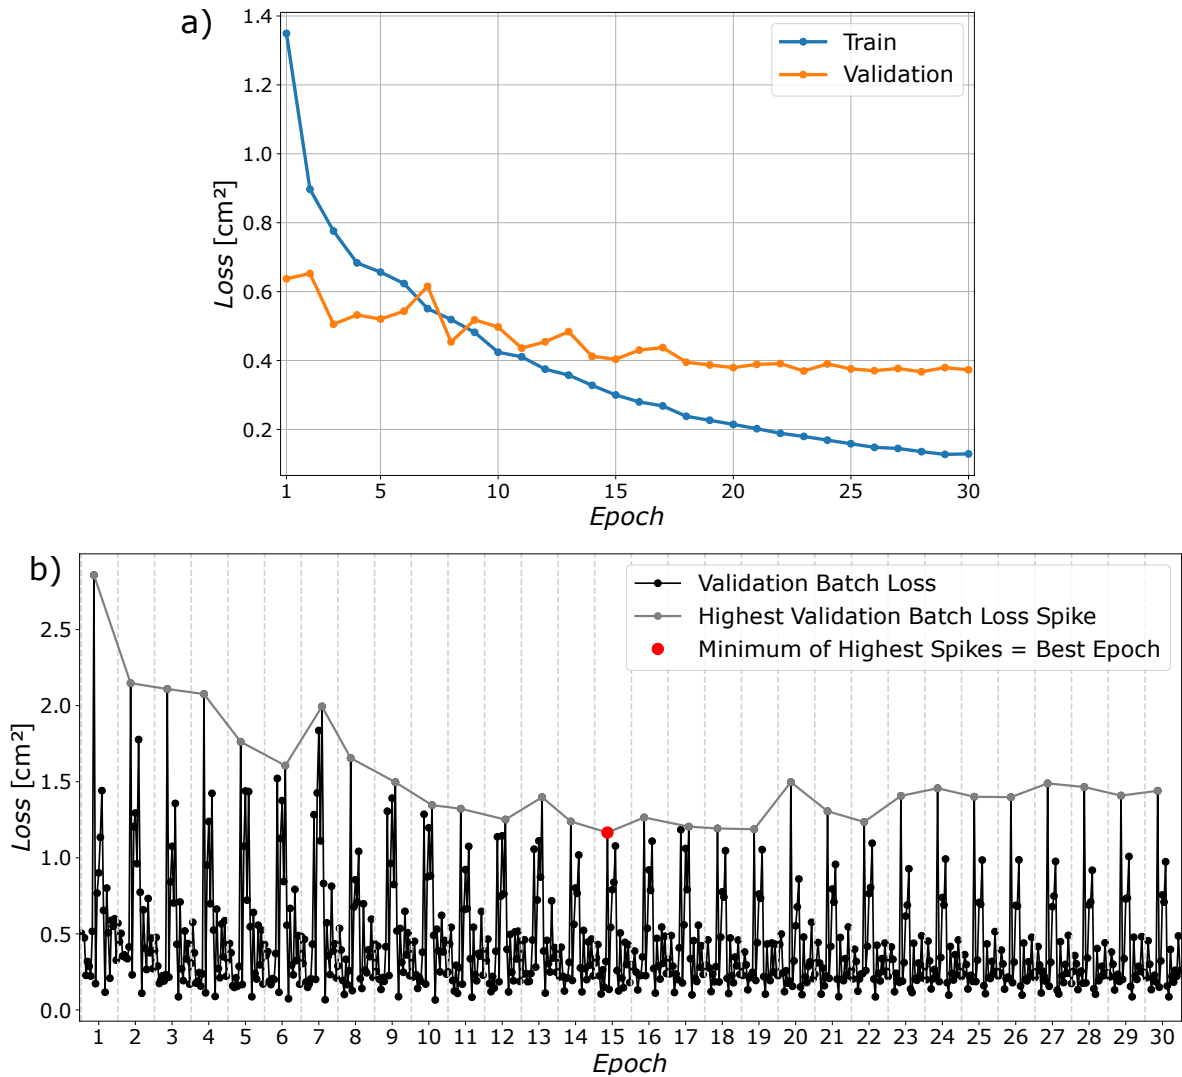 a)
1.4
1.2
1.0
0.8
0.6
0.4
0.2
Loss [cm²]
Train
Validation
1 5 10 15 20 25 30
Epoch
b)
2.5
2.0
1.5
1.0
0.5
0.0
Loss [cm²]
Validation Batch Loss
Highest Validation Batch Loss Spike
Minimum of Highest Spikes = Best Epoch
1 2 3 4 5 6 7 8 9 10 11 12 13 14 15 16 17 18 19 20 21 22 23 24 25 26 27 28 29 30
Epoch